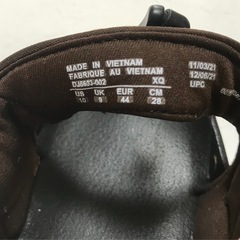 MADE IN VIETNAM 11/03/21
FABRIQUE AU VIETNAM 12/06/21
DJ6603-002 XQ UPC
US UK EUR CM
10 9 44 28